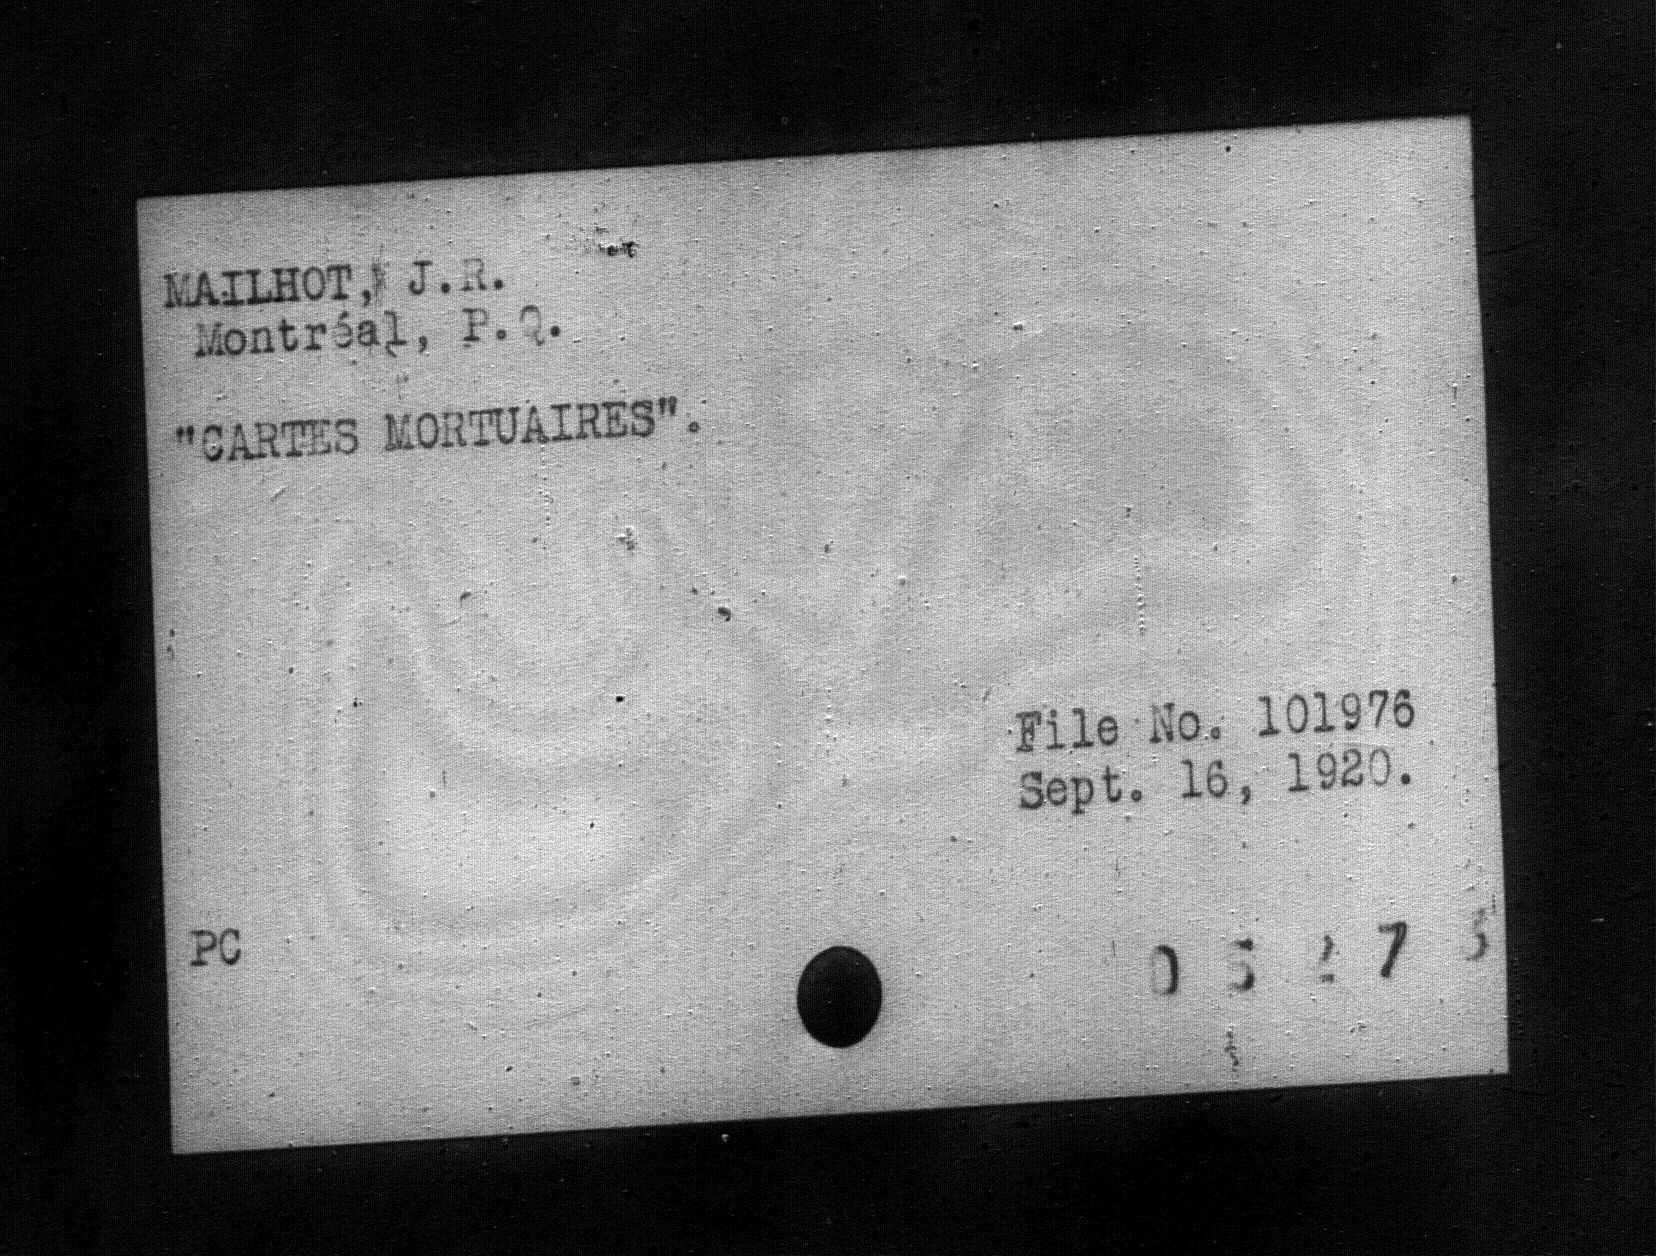 MAILHOT, J.R.
Montréal, P.Q.
"CARTES MORTUAIRES".
File No. 101976
Sept. 16, 1920.
PC